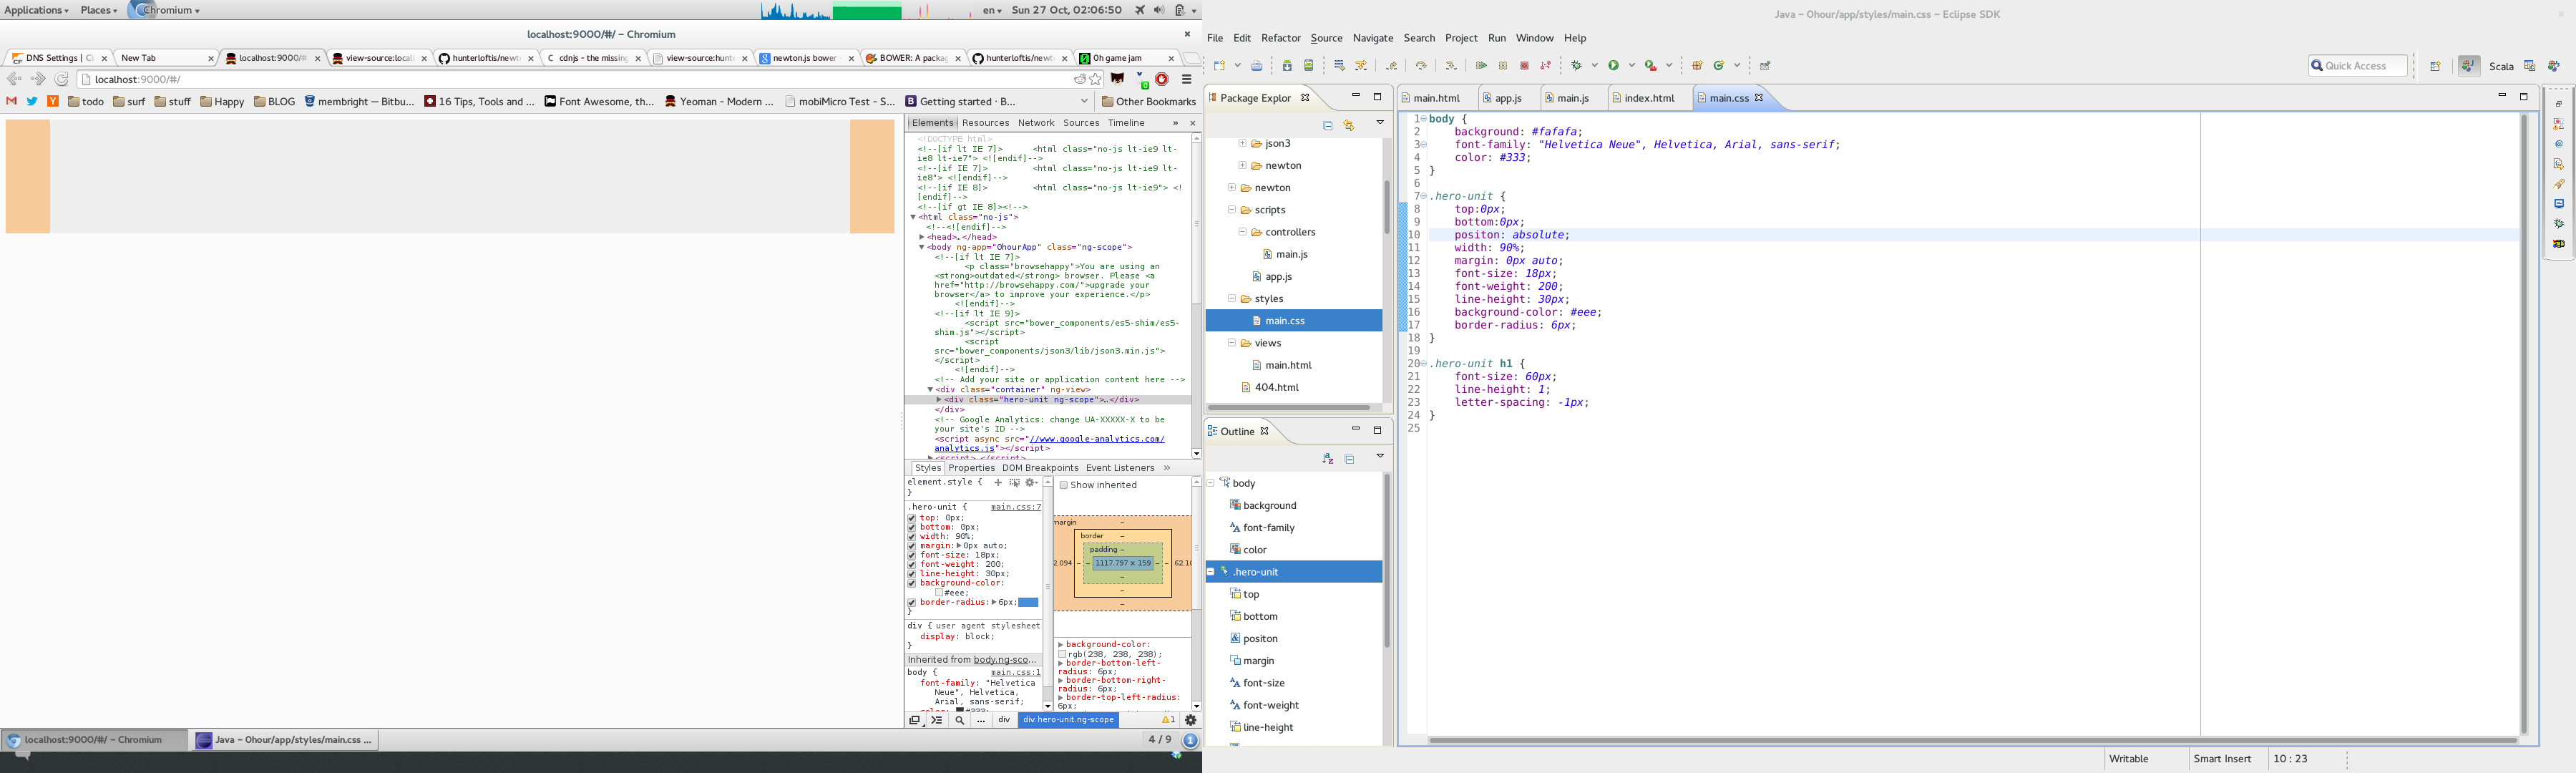 Applications Places Chromium en Sun 27 Oct, 02:06:50
localhost:9000/#/ – Chromium
DNS Settings | C New Tab localhost:9000/# view-source:local hunterloftis/newt cdnjs - the missing view-source:hunt newton.js bower BOWER: A packag hunterloftis/newt 0h game jam
localhost:9000/#/
todo surf stuff Happy BLOG membright — Bitbu... 16 Tips, Tools and ... Font Awesome, th... Yeoman - Modern ... mobiMicro Test - S... Getting started · B... Other Bookmarks
Elements Resources Network Sources Timeline »
<!DOCTYPE html>
<!--[if lt IE 7]> <html class="no-js lt-ie9 lt-
ie8 lt-ie7"> <![endif]-->
<!--[if IE 7]> <html class="no-js lt-ie9 lt-
ie8"> <![endif]-->
<!--[if IE 8]> <html class="no-js lt-ie9"> <!
[endif]-->
<!--[if gt IE 8]><!-->
<html class="no-js">
<!--<![endif]-->
<head>…</head>
<body ng-app="OhourApp" class="ng-scope">
<!--[if lt IE 7]>
<p class="browsehappy">You are using an
<strong>outdated</strong> browser. Please <a
href="http://browsehappy.com/">upgrade your
browser</a> to improve your experience.</p>
<![endif]-->
<!--[if lt IE 9]>
<script src="bower_components/es5-shim/es5-
shim.js"></script>
<script
src="bower_components/json3/lib/json3.min.js">
</script>
<![endif]-->
<!-- Add your site or application content here -->
<div class="container" ng-view>
<div class="hero-unit ng-scope">…</div>
</div>
<!-- Google Analytics: change UA-XXXXX-X to be
your site's ID -->
<script async src="//www.google-analytics.com/
analytics.js"></script>
<script>…</script>
Styles Properties DOM Breakpoints Event Listeners »
element.style {
}
.hero-unit { main.css:7
top: 0px;
bottom: 0px;
width: 90%;
margin: 0px auto;
font-size: 18px;
font-weight: 200;
line-height: 30px;
background-color:
#eee;
border-radius: 6px;
}
div { user agent stylesheet
display: block;
}
Inherited from body.ng-sco...
body { main.css:1
font-family: "Helvetica
Neue", Helvetica,
Arial, sans-serif;
color: #333;
Show inherited
margin –
border –
padding –
2.094 – – 1117.797 × 159 – – 62.10
–
–
–
background-color:
rgb(238, 238, 238);
border-bottom-left-
radius: 6px;
border-bottom-right-
radius: 6px;
border-top-left-radius:
6px;
... div div.hero-unit.ng-scope 1
localhost:9000/#/ – Chromium Java – Ohour/app/styles/main.css ... 4 / 9 1
Java – Ohour/app/styles/main.css – Eclipse SDK
File Edit Refactor Source Navigate Search Project Run Window Help
Quick Access Scala
Package Explor
json3
newton
newton
scripts
controllers
main.js
app.js
styles
main.css
views
main.html
404.html
Outline
body
background
font-family
color
.hero-unit
top
bottom
positon
margin
font-size
font-weight
line-height
main.html app.js main.js index.html main.css
1 body {
2 background: #fafafa;
3 font-family: "Helvetica Neue", Helvetica, Arial, sans-serif;
4 color: #333;
5 }
6
7 .hero-unit {
8 top:0px;
9 bottom:0px;
10 positon: absolute;
11 width: 90%;
12 margin: 0px auto;
13 font-size: 18px;
14 font-weight: 200;
15 line-height: 30px;
16 background-color: #eee;
17 border-radius: 6px;
18 }
19
20 .hero-unit h1 {
21 font-size: 60px;
22 line-height: 1;
23 letter-spacing: -1px;
24 }
25
Writable Smart Insert 10 : 23